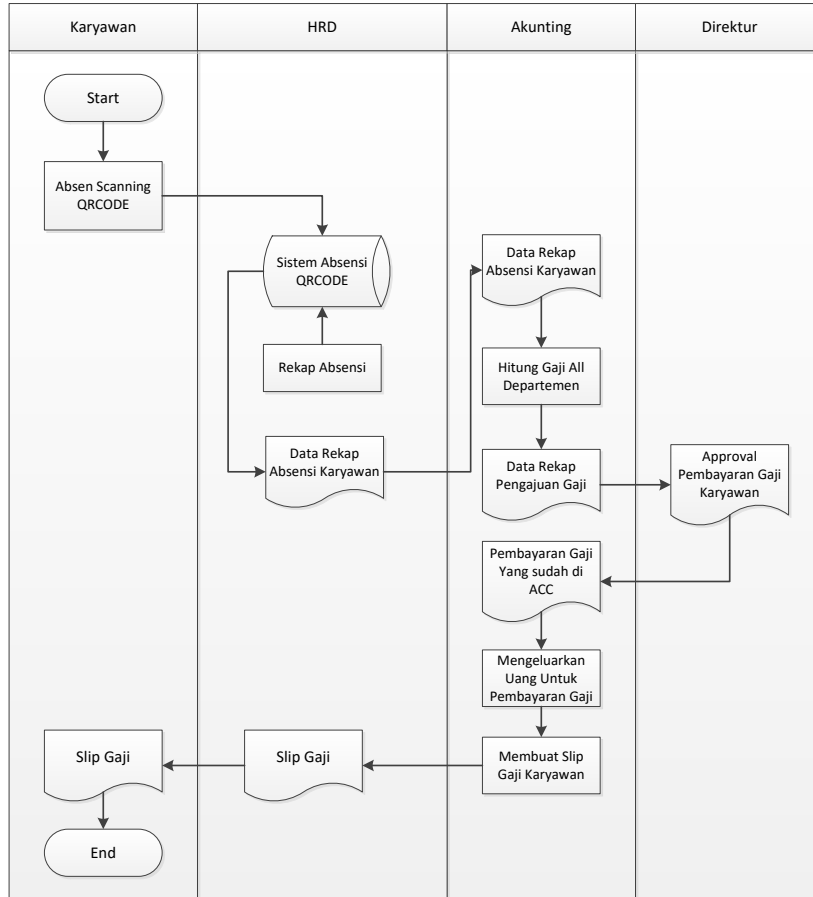 Karyawan
HRD
Akunting
Direktur
Start
Absen Scanning
QRCODE
Sistem Absensi
QRCODE
Rekap Absensi
Data Rekap
Absensi Karyawan
Data Rekap
Absensi Karyawan
Hitung Gaji All
Departemen
Data Rekap
Pengajuan Gaji
Approval
Pembayaran Gaji
Karyawan
Pembayaran Gaji
Yang sudah di
ACC
Mengeluarkan
Uang Untuk
Pembayaran Gaji
Membuat Slip
Gaji Karyawan
Slip Gaji
Slip Gaji
End